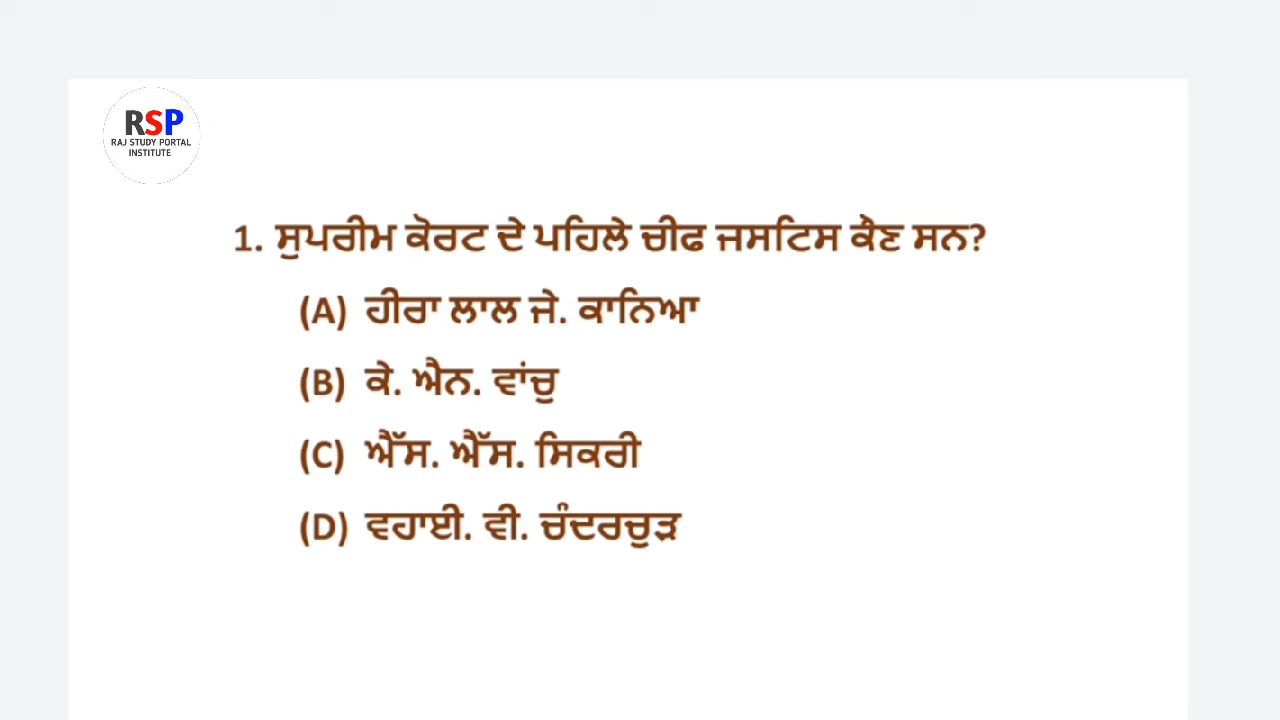 RSP
RAJ STUDY PORTAL
INSTITUTE
1. ਸੁਪਰੀਮ ਕੋਰਟ ਦੇ ਪਹਿਲੇ ਚੀਫ ਜਸਟਿਸ ਕੈਣ ਸਨ?
(A) ਹੀਰਾ ਲਾਲ ਜੇ. ਕਾਨਿਆ
(B) ਕੇ. ਐਨ. ਵਾਂਚੁ
(C) ਐੱਸ. ਐੱਸ. ਸਿਕਰੀ
(D) ਵਹਾਈ. ਵੀ. ਚੰਦਰਚੁੜ